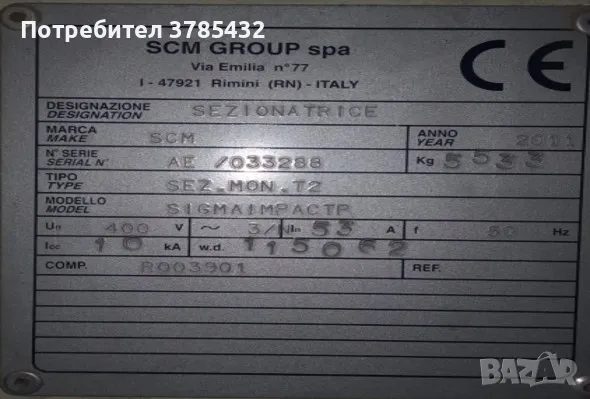 Потребител 3785432
SCM GROUP spa
Via Emilia n°77
I - 47921 Rimini (RN) - ITALY
CE
DESIGNAZIONE
DESIGNATION SEZIONATRICE
MARCA
MAKE SCM
ANNO
YEAR 2011
N° SERIE
SERIAL N° AE /033288
Kg 5533
TIPO
TYPE SEZ.MON.T2
MODELLO
MODEL SIGMAIMPACTP
Un 400 V ~ 3/N In 53 A f 50 Hz
Icc 10 kA w.d. 115062
COMP. R003901 REF.
BAZAR